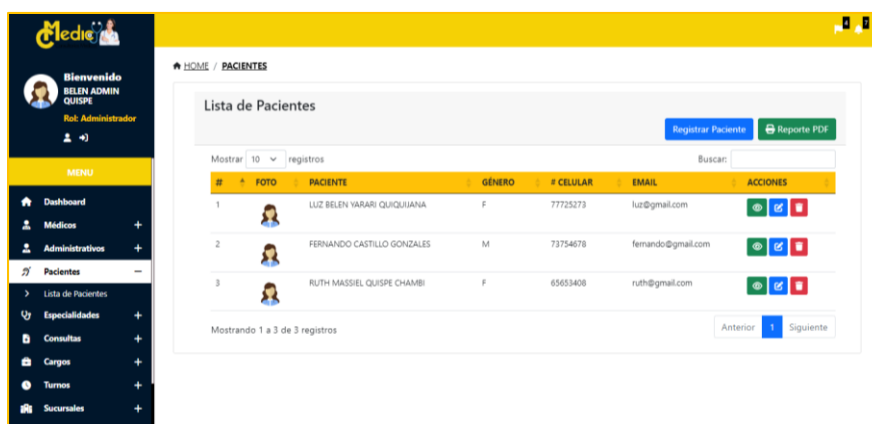 Medic
4 7
Bienvenido
BELEN ADMIN
QUISPE
Rol: Administrador
MENU
Dashboard
Médicos +
Administrativos +
Pacientes −
> Lista de Pacientes
Especialidades +
Consultas +
Cargos +
Turnos +
Sucursales +
HOME / PACIENTES
Lista de Pacientes
Registrar Paciente Reporte PDF
Mostrar 10 registros Buscar:
# FOTO PACIENTE GÉNERO # CELULAR EMAIL ACCIONES
1 LUZ BELEN YARARI QUIQUIJANA F 77725273 luz@gmail.com
2 FERNANDO CASTILLO GONZALES M 73754678 fernando@gmail.com
3 RUTH MASSIEL QUISPE CHAMBI F 65653408 ruth@gmail.com
Mostrando 1 a 3 de 3 registros
Anterior 1 Siguiente